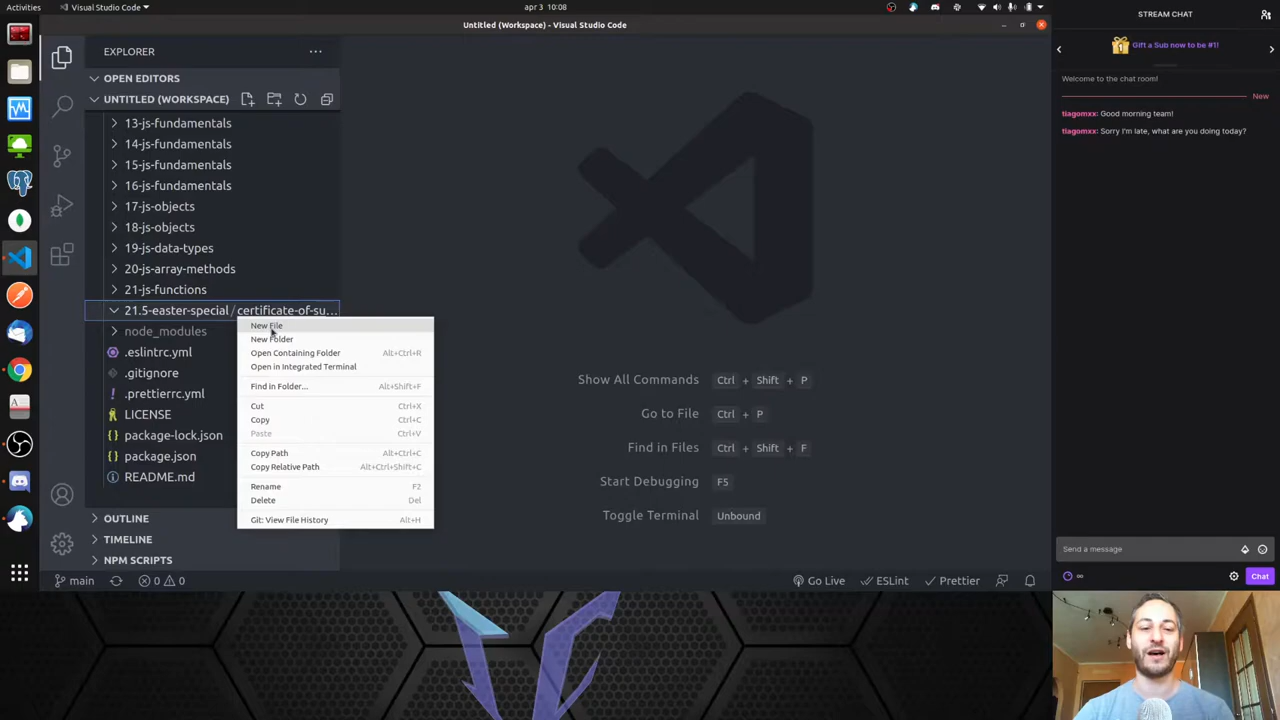 Activities
Visual Studio Code
apr 3 10:08
Untitled (Workspace) - Visual Studio Code
EXPLORER
OPEN EDITORS
UNTITLED (WORKSPACE)
13-js-fundamentals
14-js-fundamentals
15-js-fundamentals
16-js-fundamentals
17-js-objects
18-js-objects
19-js-data-types
20-js-array-methods
21-js-functions
21.5-easter-special / certificate-of-su...
node_modules
.eslintrc.yml
.gitignore
.prettierrc.yml
LICENSE
package-lock.json
package.json
README.md
OUTLINE
TIMELINE
NPM SCRIPTS
New File
New Folder
Open Containing Folder Alt+Ctrl+R
Open in Integrated Terminal
Find in Folder... Alt+Shift+F
Cut Ctrl+X
Copy Ctrl+C
Paste Ctrl+V
Copy Path Alt+Ctrl+C
Copy Relative Path Alt+Ctrl+Shift+C
Rename F2
Delete Del
Git: View File History Alt+H
Show All Commands Ctrl + Shift + P
Go to File Ctrl + P
Find in Files Ctrl + Shift + F
Start Debugging F5
Toggle Terminal Unbound
main 0 0
Go Live ESLint Prettier
STREAM CHAT
Gift a Sub now to be #1!
Welcome to the chat room!
New
tiagomxx: Good morning team!
tiagomxx: Sorry I'm late, what are you doing today?
Send a message
∞
Chat